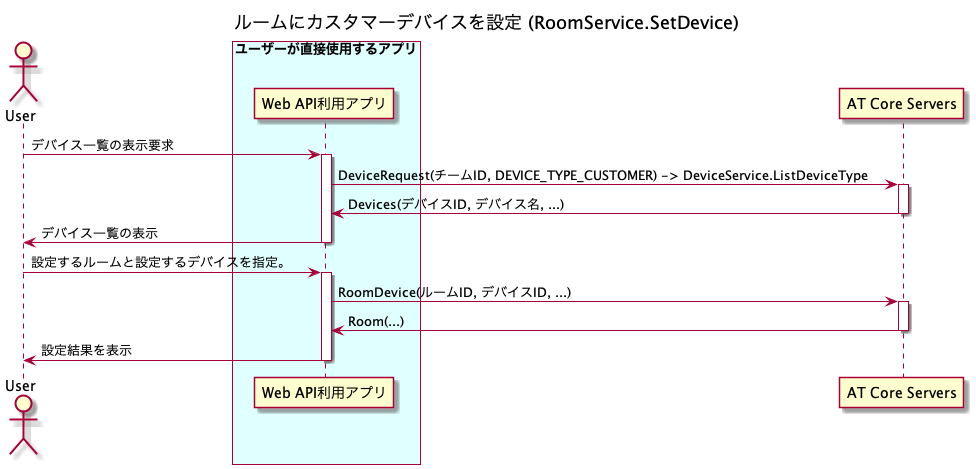 ルームにカスタマーデバイスを設定 (RoomService.SetDevice)
ユーザーが直接使用するアプリ
User
Web API利用アプリ
AT Core Servers
デバイス一覧の表示要求
DeviceRequest(チームID, DEVICE_TYPE_CUSTOMER) -> DeviceService.ListDeviceType
Devices(デバイスID, デバイス名, ...)
デバイス一覧の表示
設定するルームと設定するデバイスを指定。
RoomDevice(ルームID, デバイスID, ...)
Room(...)
設定結果を表示
User
Web API利用アプリ
AT Core Servers